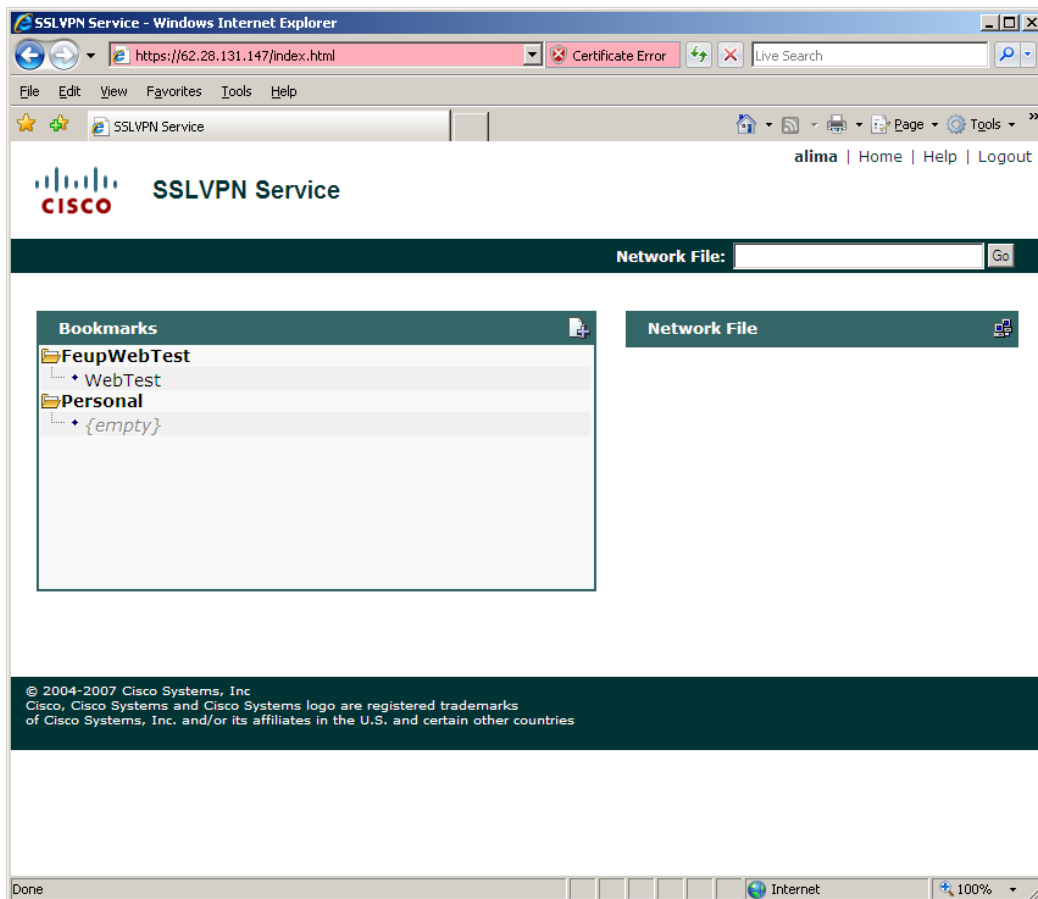 SSLVPN Service - Windows Internet Explorer
https://62.28.131.147/index.html Certificate Error Live Search
File Edit View Favorites Tools Help
SSLVPN Service Page Tools »
alima | Home | Help | Logout
CISCO SSLVPN Service
Network File: Go
Bookmarks
FeupWebTest
WebTest
Personal
{empty}
Network File
© 2004-2007 Cisco Systems, Inc
Cisco, Cisco Systems and Cisco Systems logo are registered trademarks
of Cisco Systems, Inc. and/or its affiliates in the U.S. and certain other countries
Done Internet 100%